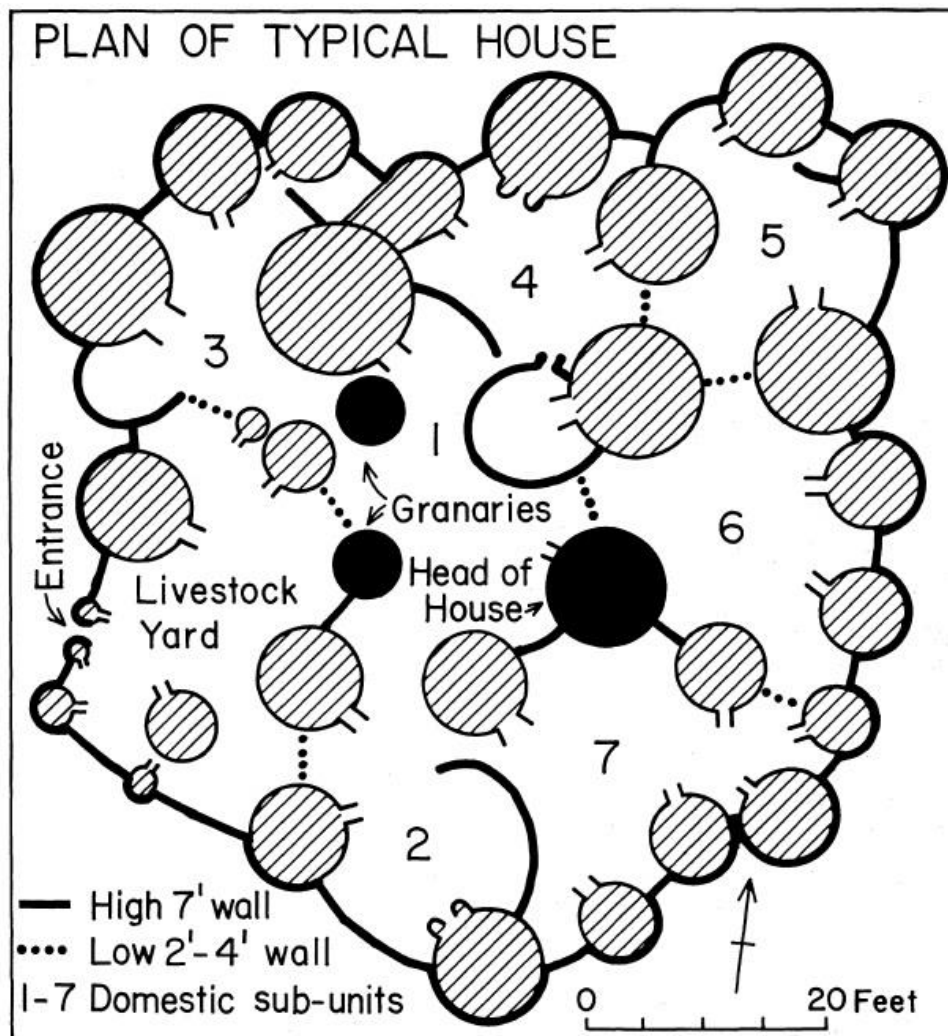 PLAN OF TYPICAL HOUSE
5
4
3
1
Granaries
6
Entrance
Head of
House
Livestock
Yard
7
2
High 7' wall
Low 2'-4' wall
1-7 Domestic sub-units
0 20 Feet